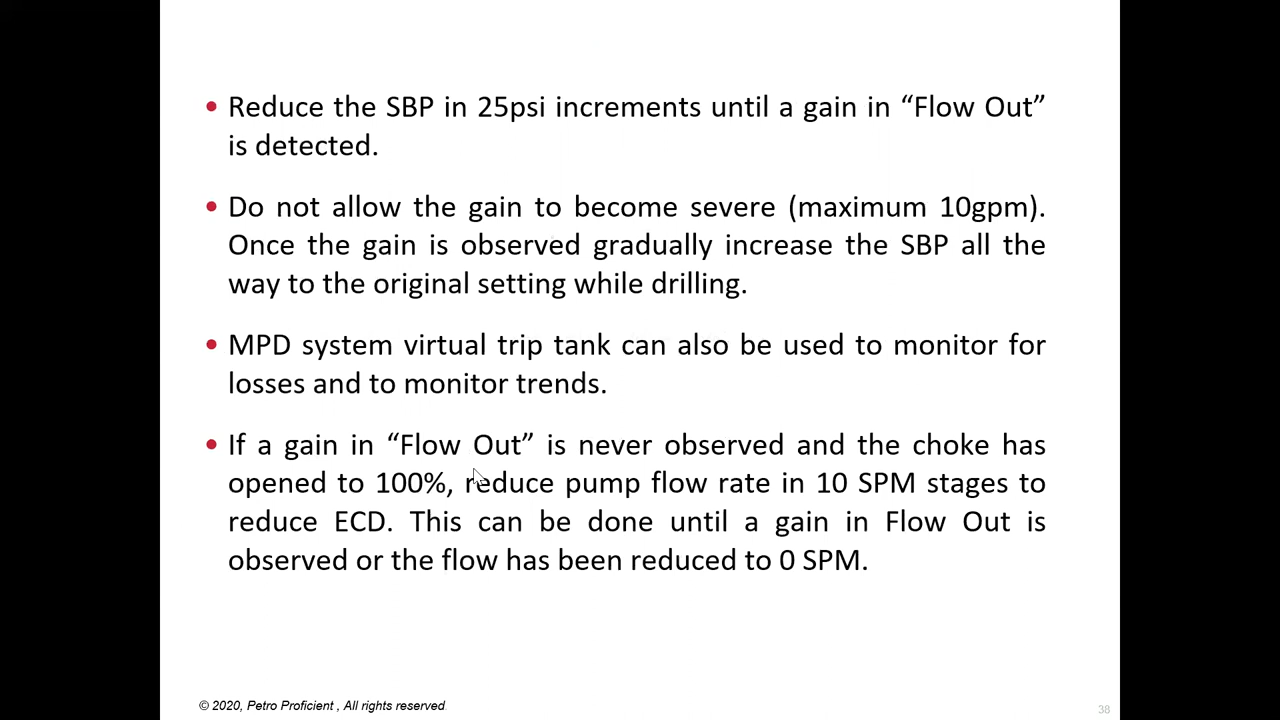 • Reduce the SBP in 25psi increments until a gain in “Flow Out”
is detected.
• Do not allow the gain to become severe (maximum 10gpm).
Once the gain is observed gradually increase the SBP all the
way to the original setting while drilling.
• MPD system virtual trip tank can also be used to monitor for
losses and to monitor trends.
• If a gain in “Flow Out” is never observed and the choke has
opened to 100%, reduce pump flow rate in 10 SPM stages to
reduce ECD. This can be done until a gain in Flow Out is
observed or the flow has been reduced to 0 SPM.
© 2020, Petro Proficient , All rights reserved
38